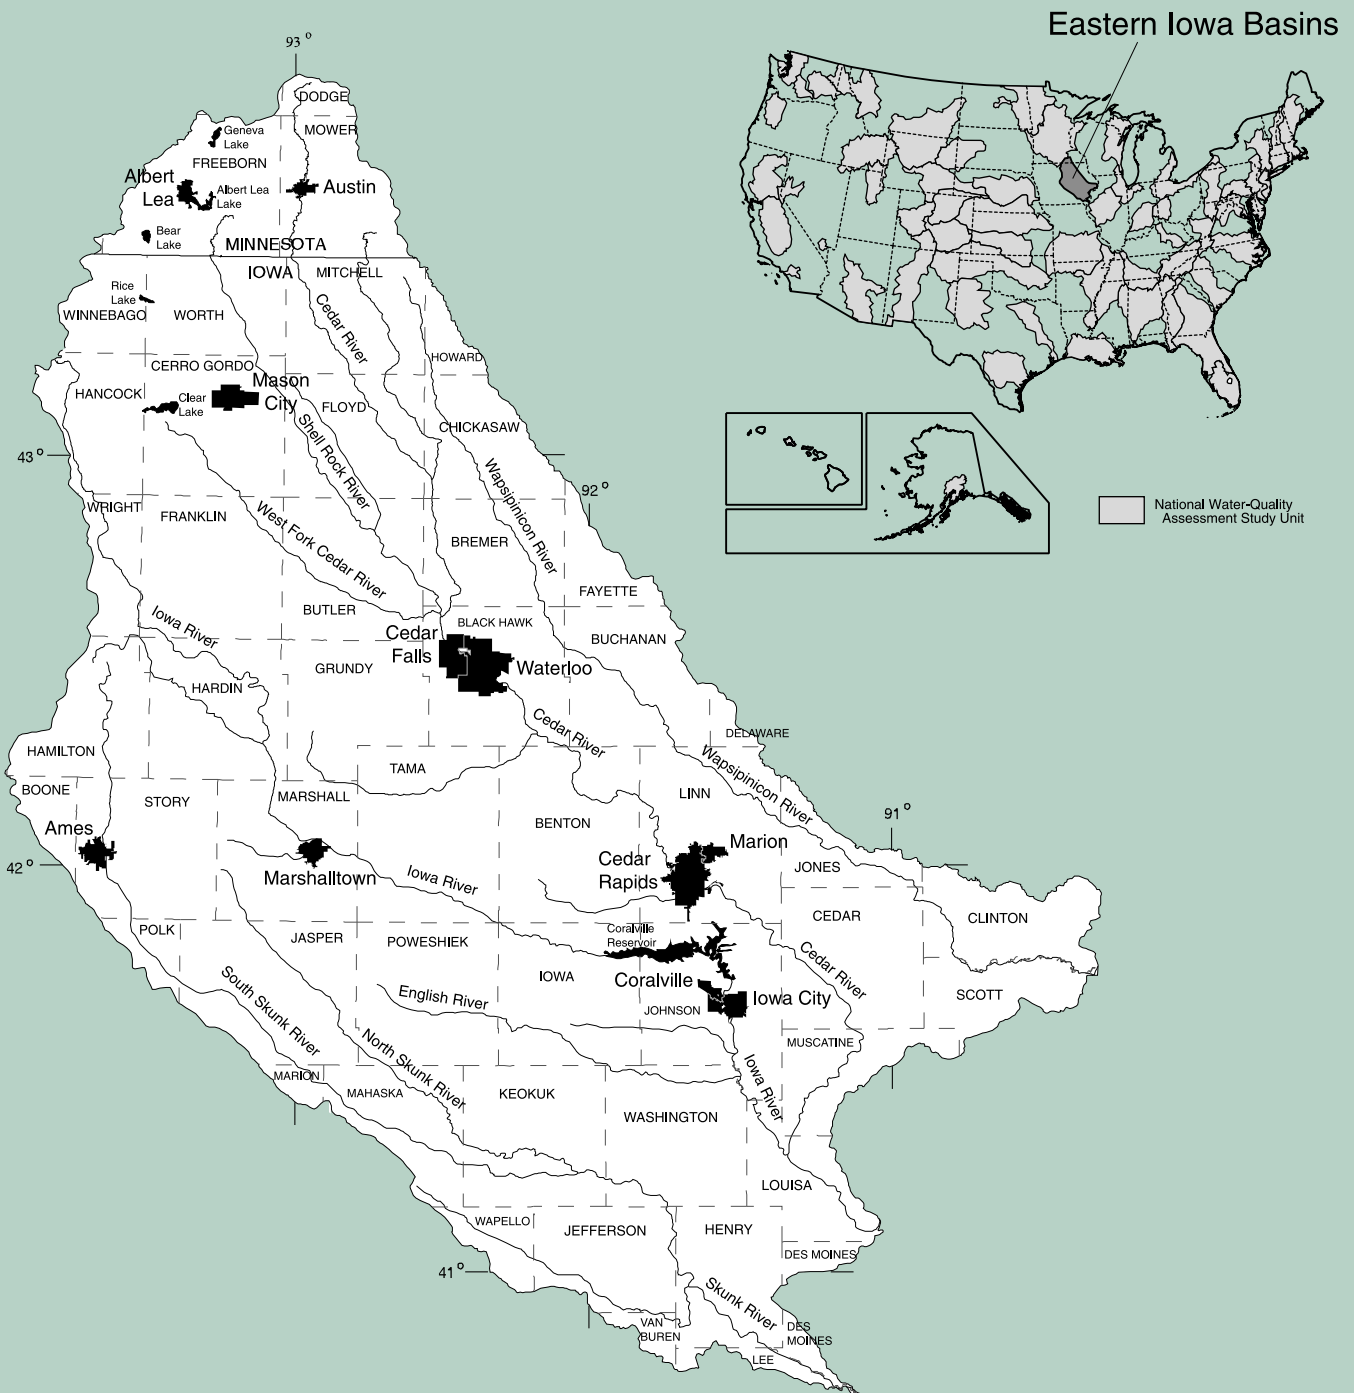 Eastern Iowa Basins
93 °
DODGE
MOWER
Geneva
Lake
FREEBORN
Albert
Lea
Albert Lea
Lake
Austin
Bear
Lake
MINNESOTA
IOWA
MITCHELL
Rice
Lake
WINNEBAGO
WORTH
Cedar River
HOWARD
CERRO GORDO
HANCOCK
Mason
City
Clear
Lake
FLOYD
CHICKASAW
Shell Rock River
43°
Wapsipinicon River
92°
WRIGHT
FRANKLIN
West Fork Cedar River
BREMER
National Water-Quality
Assessment Study Unit
FAYETTE
BUTLER
Iowa River
BLACK HAWK
Cedar
Falls
BUCHANAN
GRUNDY
Waterloo
HARDIN
Cedar River
DELAWARE
HAMILTON
Wapsipinicon River
TAMA
BOONE
STORY
MARSHALL
LINN
91°
Ames
BENTON
Marion
42°
Cedar
Rapids
JONES
Marshalltown
Iowa River
CEDAR
CLINTON
POLK
JASPER
POWESHIEK
Coralville
Reservoir
Cedar River
IOWA
Coralville
South Skunk River
English River
Iowa City
SCOTT
JOHNSON
North Skunk River
MUSCATINE
Iowa River
MARION
MAHASKA
KEOKUK
WASHINGTON
LOUISA
WAPELLO
JEFFERSON
HENRY
DES MOINES
41°
Skunk River
VAN
BUREN
DES
MOINES
LEE